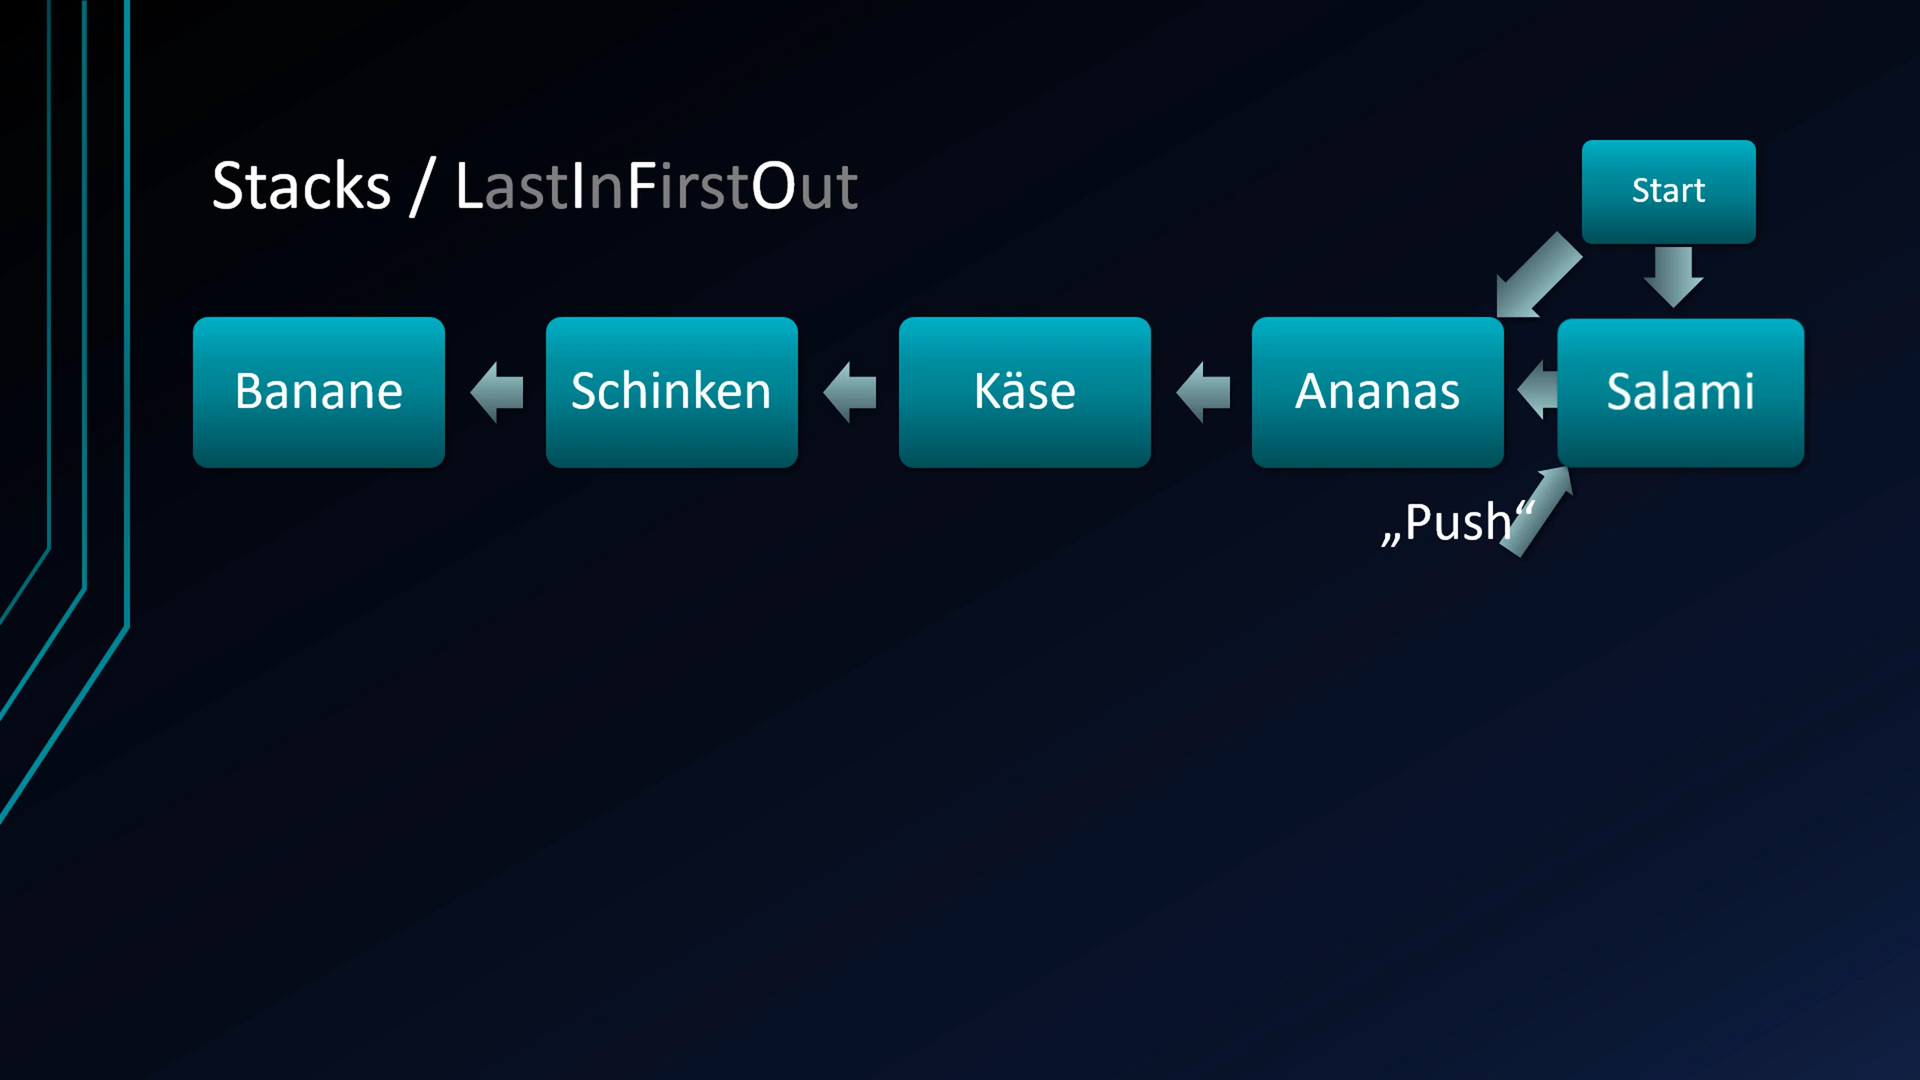 Stacks / LastInFirstOut
Start
Banane
Schinken
Käse
Ananas
Salami
„Push“